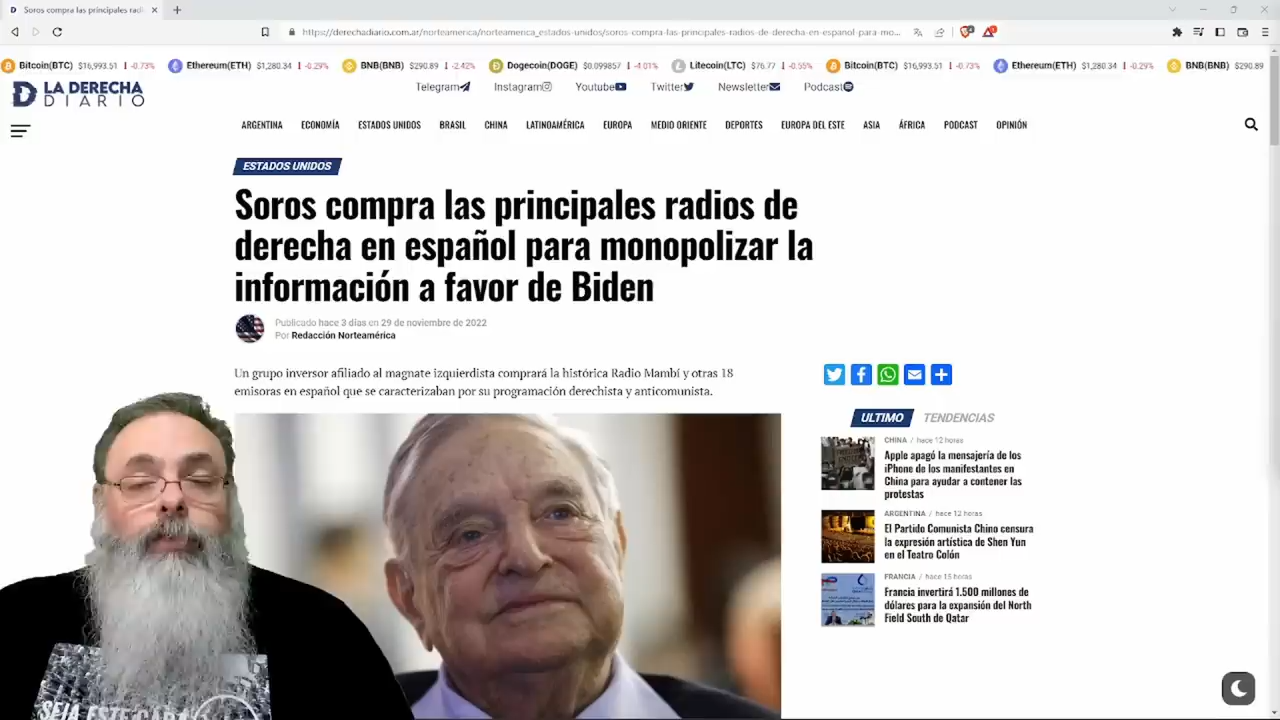 Soros compra las principales radi
https://derechadiario.com.ar/norteamerica/norteamerica_estados-unidos/soros-compra-las-principales-radios-de-derecha-en-espanol-para-mo...
Bitcoin(BTC) $16,993.51 -0.73% Ethereum(ETH) $1,280.34 -0.29% BNB(BNB) $290.89 -2.42% Dogecoin(DOGE) $0.099857 -4.01% Litecoin(LTC) $76.77 -0.55% Bitcoin(BTC) $16,993.51 -0.73% Ethereum(ETH) $1,280.34 -0.29% BNB(BNB) $290.89
LA DERECHA
DIARIO
Telegram Instagram Youtube Twitter Newsletter Podcast
ARGENTINA ECONOMÍA ESTADOS UNIDOS BRASIL CHINA LATINOAMÉRICA EUROPA MEDIO ORIENTE DEPORTES EUROPA DEL ESTE ASIA ÁFRICA PODCAST OPINIÓN
ESTADOS UNIDOS
Soros compra las principales radios de
derecha en español para monopolizar la
información a favor de Biden
Publicado hace 3 días en 29 de noviembre de 2022
Por Redacción Norteamérica
Un grupo inversor afiliado al magnate izquierdista comprará la histórica Radio Mambí y otras 18
emisoras en español que se caracterizaban por su programación derechista y anticomunista.
ULTIMO TENDENCIAS
CHINA / hace 12 horas
Apple apagó la mensajería de los
iPhone de los manifestantes en
China para ayudar a contener las
protestas
ARGENTINA / hace 12 horas
El Partido Comunista Chino censura
la expresión artística de Shen Yun
en el Teatro Colón
FRANCIA / hace 15 horas
Francia invertirá 1.500 millones de
dólares para la expansión del North
Field South de Qatar